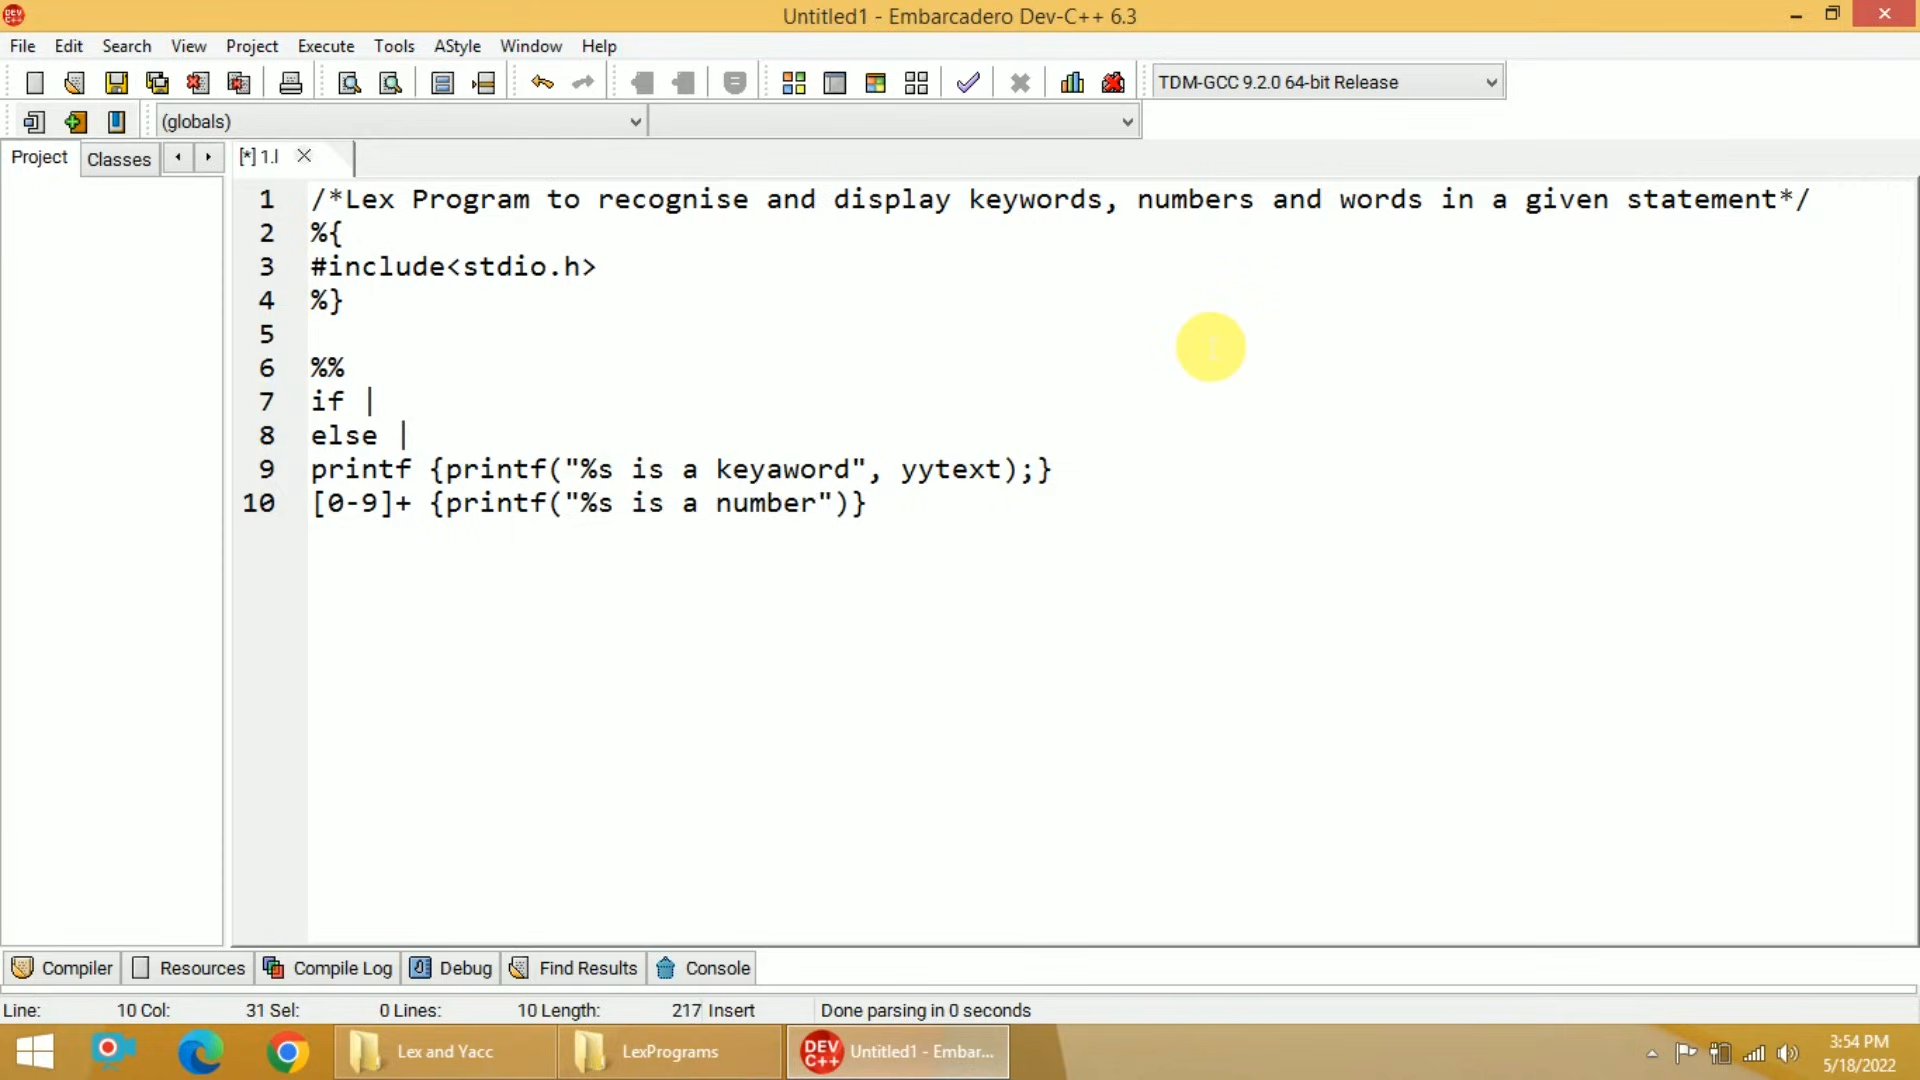 Untitled1 - Embarcadero Dev-C++ 6.3
File Edit Search View Project Execute Tools AStyle Window Help
TDM-GCC 9.2.0 64-bit Release
(globals)
Project Classes [*] 1.l
1 /*Lex Program to recognise and display keywords, numbers and words in a given statement*/
2 %{
3 #include<stdio.h>
4 %}
5
6 %%
7 if |
8 else |
9 printf {printf("%s is a keyaword", yytext);}
10 [0-9]+ {printf("%s is a number")}
Compiler Resources Compile Log Debug Find Results Console
Line: 10 Col: 31 Sel: 0 Lines: 10 Length: 217 Insert Done parsing in 0 seconds
Lex and Yacc LexPrograms DEV C++ Untitled1 - Embar...
3:54 PM
5/18/2022